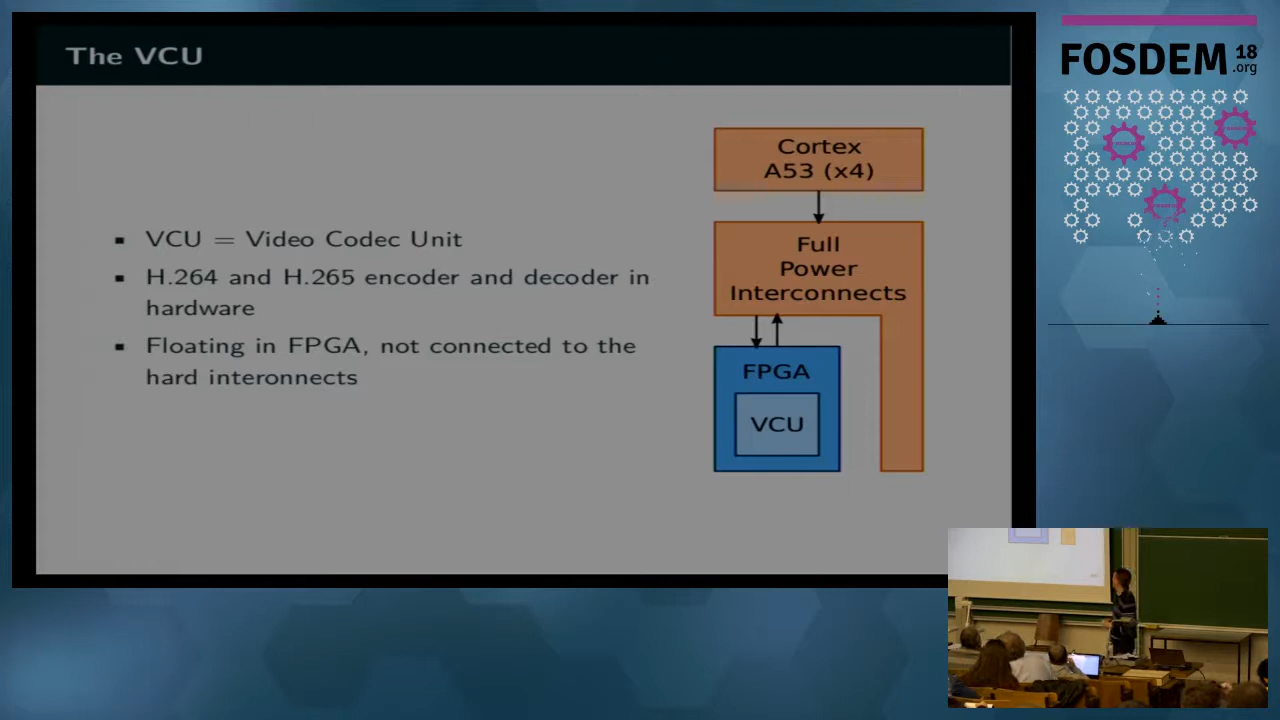 The VCU
VCU = Video Codec Unit
H.264 and H.265 encoder and decoder in
hardware
Floating in FPGA, not connected to the
hard interonnects
Cortex
A53 (x4)
Full
Power
Interconnects
FPGA
VCU
FOSDEM 18
.org